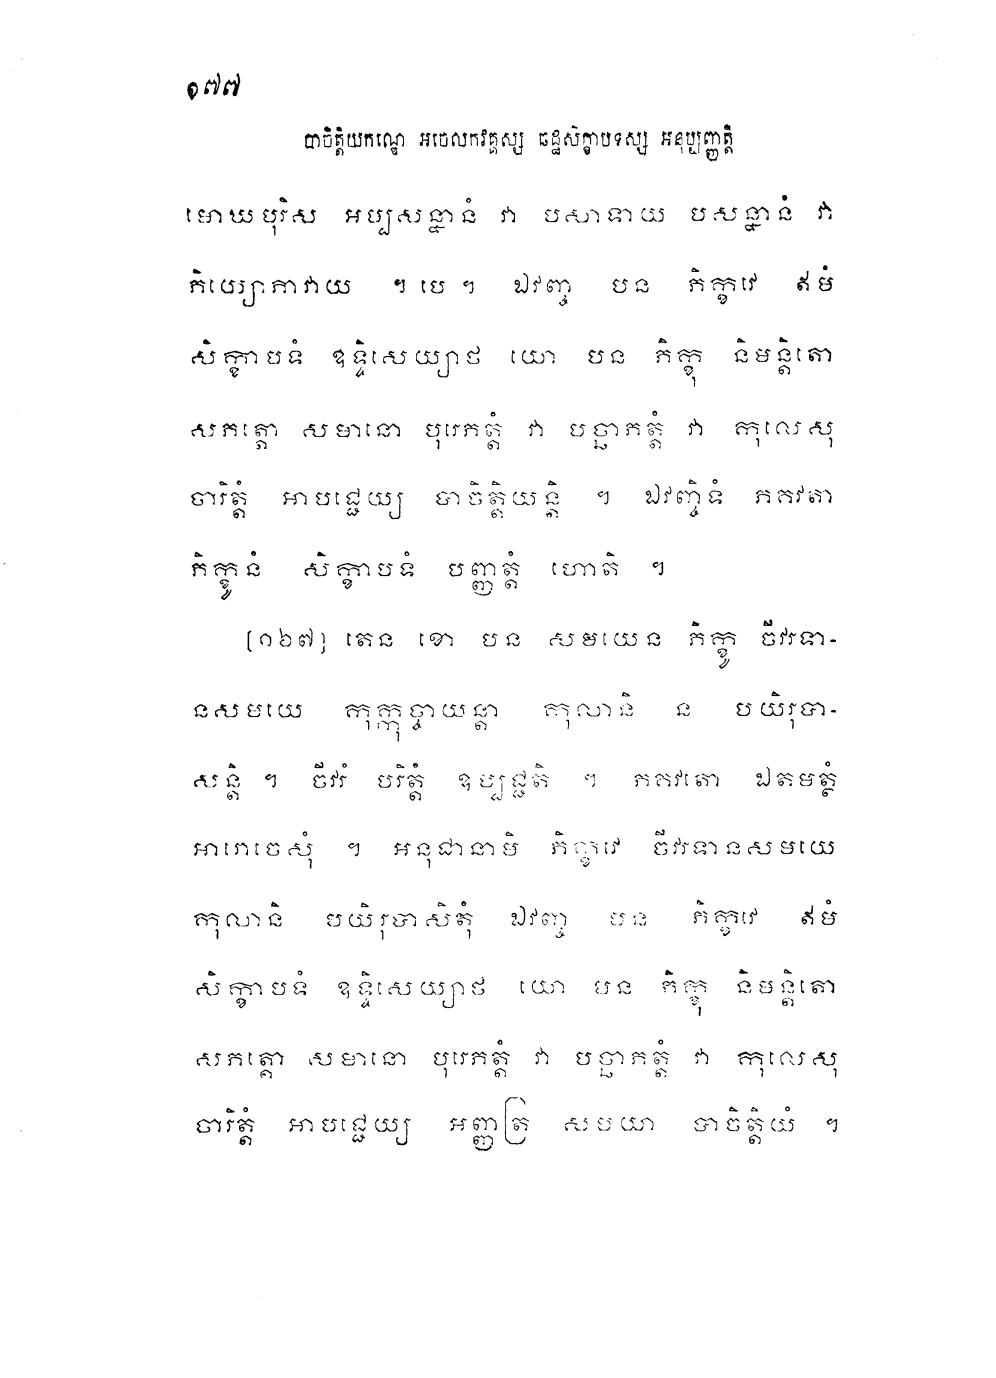 ១៧៧
បាចិត្តិយកណ្ឌេ អចេលកវគ្គស្ស ឆដ្ឋសិក្ខាបទស្ស អនុប្បញ្ញត្តិ
មោឃបុរិស អប្បសន្នានំ វា បសាទាយ បសន្នានំ វា
ភិយ្យោភាវាយ ។ បេ ។ ឯវញ្ច បន ភិក្ខវេ ឥមំ
សិក្ខាបទំ ឧទ្ទិសេយ្យាថ យោ បន ភិក្ខុ និមន្តិតោ
សភត្តោ សមានោ បុរេភត្តំ វា បច្ឆាភត្តំ វា កុលេសុ
ចារិត្តំ អាបជ្ជេយ្យ បាចិត្តិយន្តិ ។ ឯវញ្ចិទំ ភគវតា
ភិក្ខូនំ សិក្ខាបទំ បញ្ញត្តំ ហោតិ ។
[១៦៧] តេន ខោ បន សមយេន ភិក្ខូ ចីវរទា-
នសមយេ កុក្កុច្ចាយន្តា កុលានិ ន បយិរុបា-
សន្តិ ។ ចីវរំ បរិត្តំ ឧប្បជ្ជតិ ។ ភគវតោ ឯតមត្ថំ
អារោចេសុំ ។ អនុជានាមិ ភិក្ខវេ ចីវរទានសមយេ
កុលានិ បយិរុបាសិតុំ ឯវញ្ច បន ភិក្ខវេ ឥមំ
សិក្ខាបទំ ឧទ្ទិសេយ្យាថ យោ បន ភិក្ខុ និមន្តិតោ
សភត្តោ សមានោ បុរេភត្តំ វា បច្ឆាភត្តំ វា កុលេសុ
ចារិត្តំ អាបជ្ជេយ្យ អញ្ញត្រ សមយា បាចិត្តិយំ ។